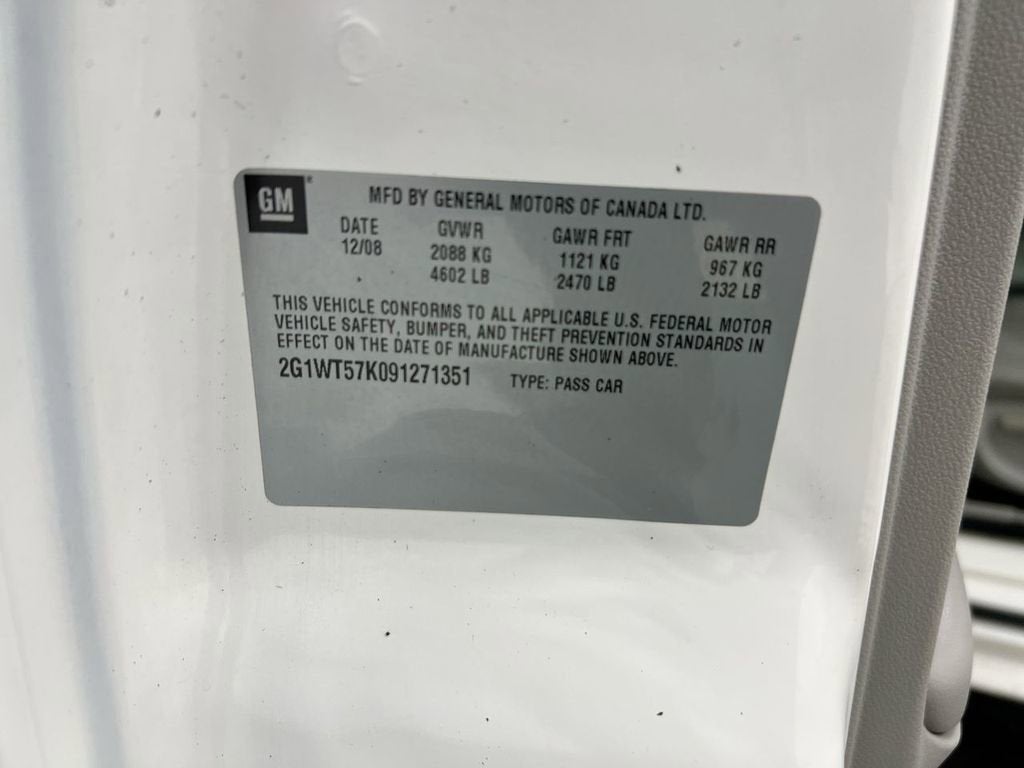 GM
MFD BY GENERAL MOTORS OF CANADA LTD.
DATE GVWR GAWR FRT GAWR RR
12/08 2088 KG 1121 KG 967 KG
4602 LB 2470 LB 2132 LB
THIS VEHICLE CONFORMS TO ALL APPLICABLE U.S. FEDERAL MOTOR
VEHICLE SAFETY, BUMPER, AND THEFT PREVENTION STANDARDS IN
EFFECT ON THE DATE OF MANUFACTURE SHOWN ABOVE.
2G1WT57K091271351 TYPE: PASS CAR